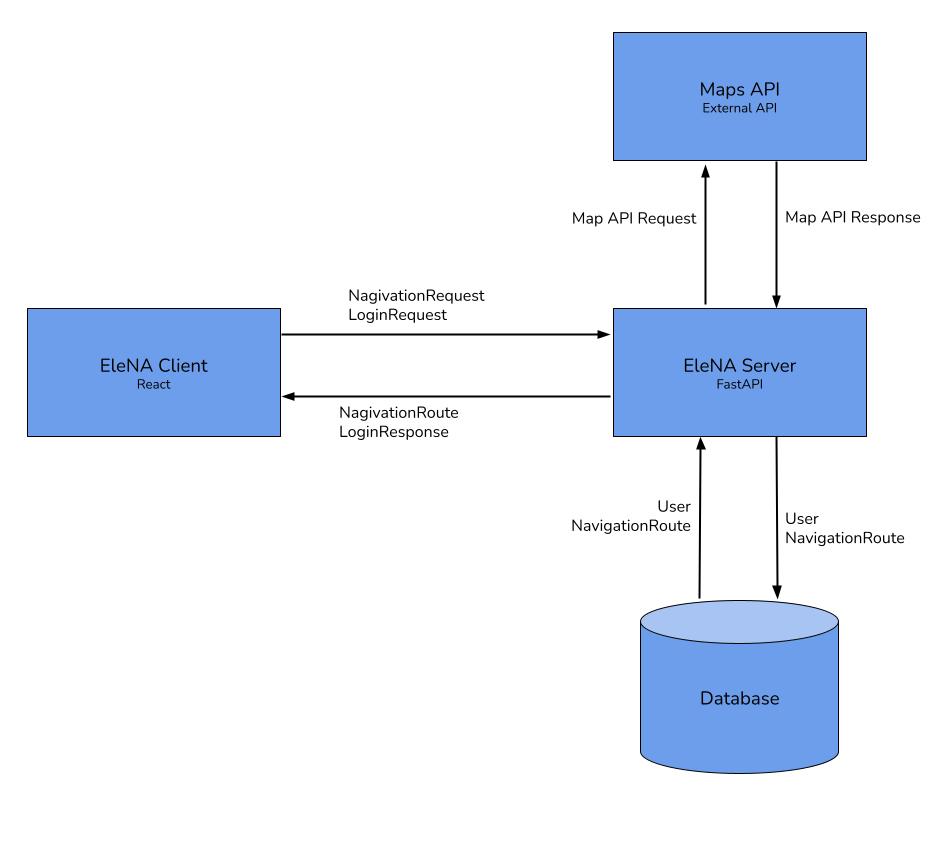 Maps API
External API
Map API Request
Map API Response
NagivationRequest
LoginRequest
EleNA Client
React
EleNA Server
FastAPI
NagivationRoute
LoginResponse
User
NavigationRoute
User
NavigationRoute
Database